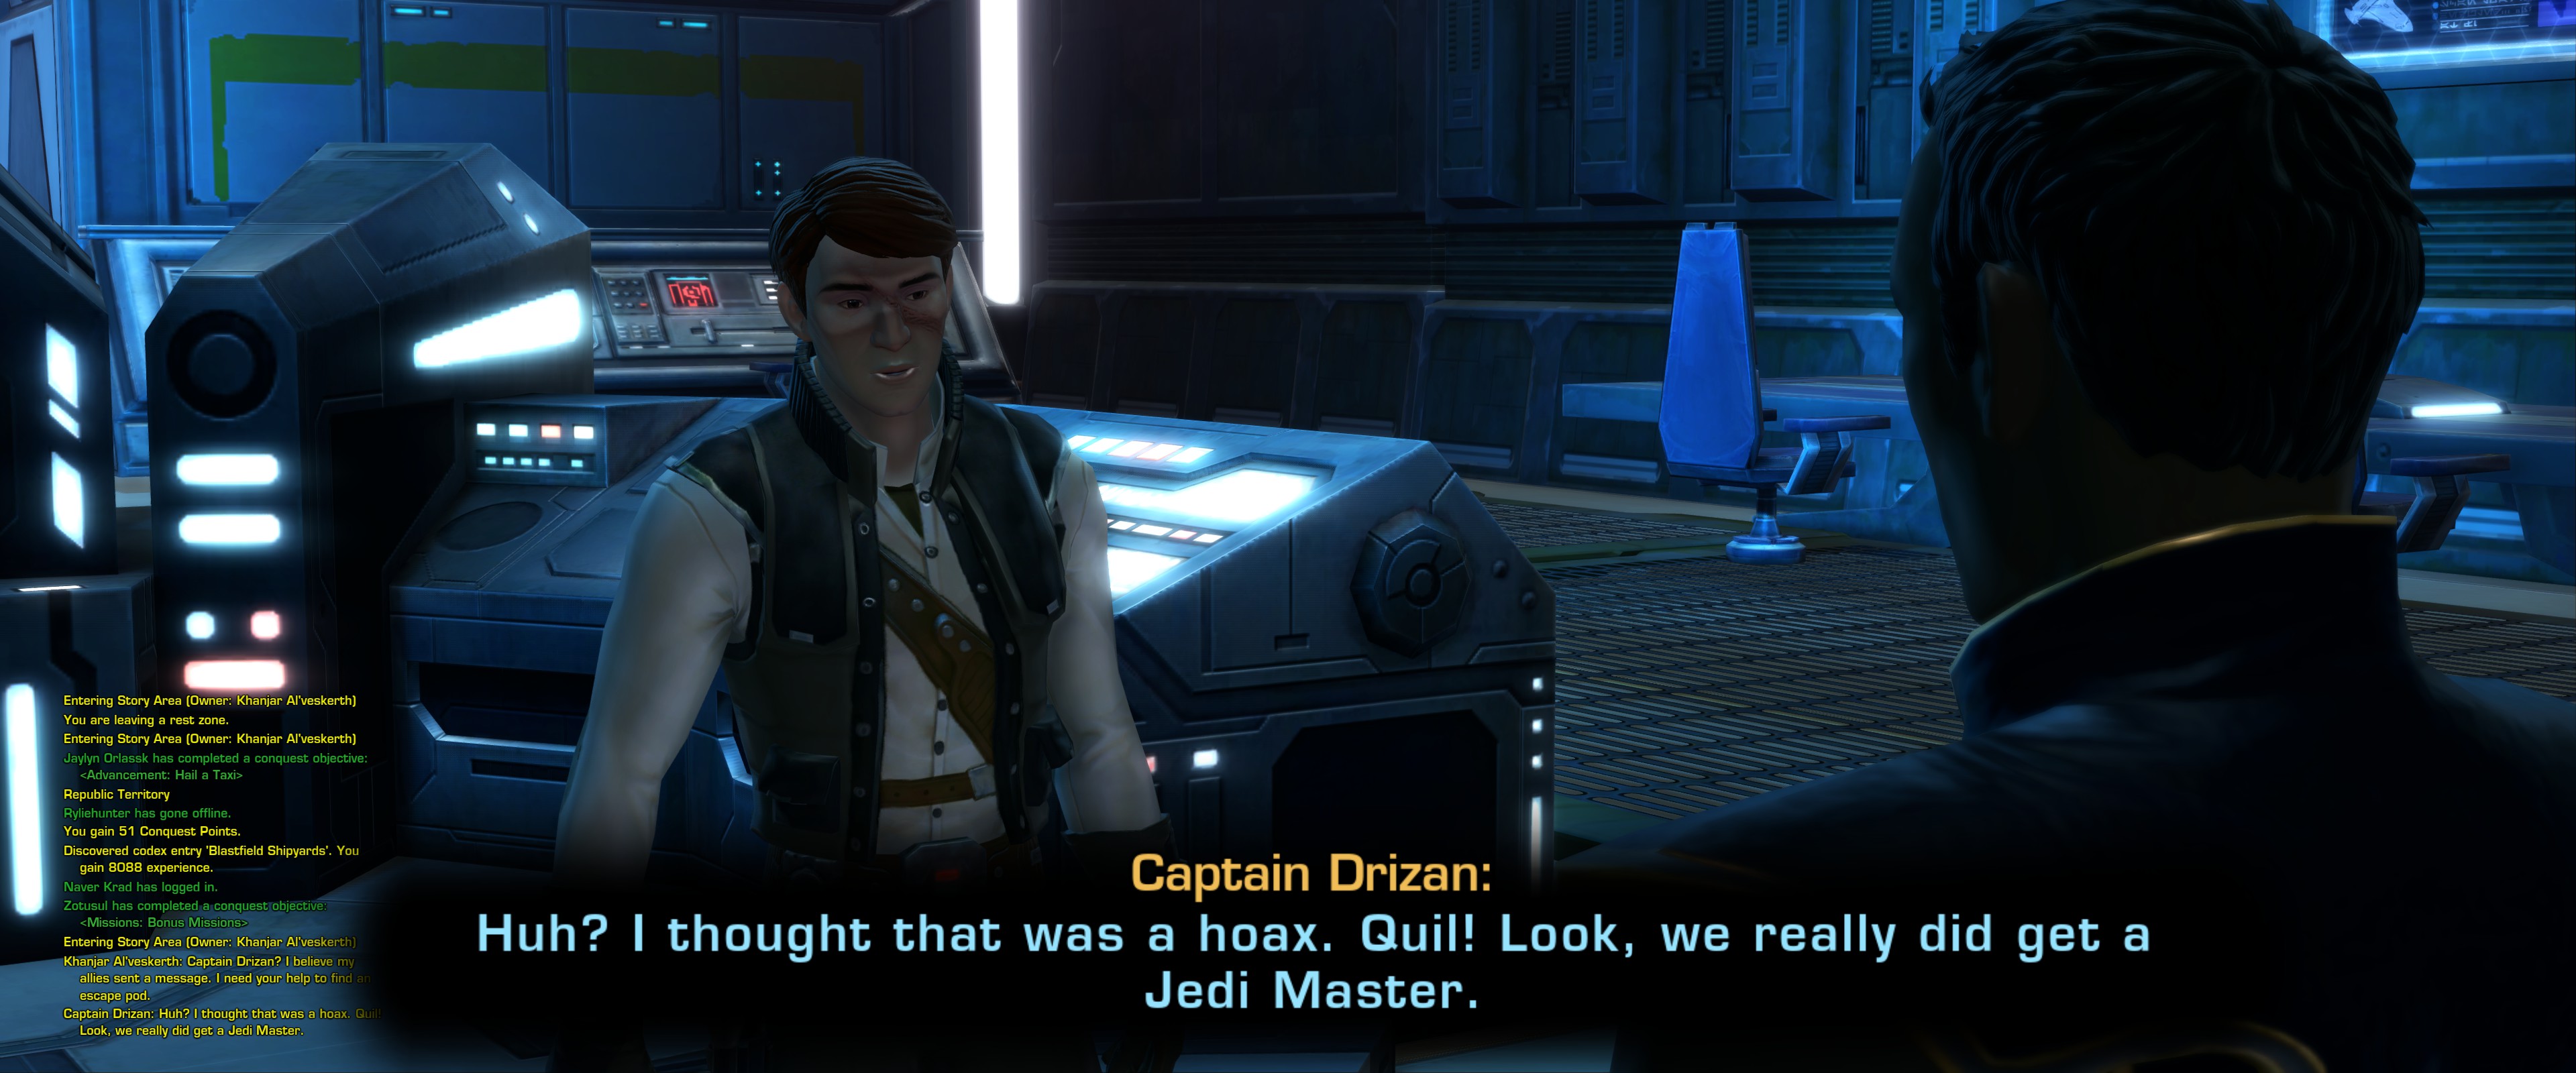 Entering Story Area (Owner: Khanjar Al'veskerth)
You are leaving a rest zone.
Entering Story Area (Owner: Khanjar Al'veskerth)
Jaylyn Orlassk has completed a conquest objective:
<Advancement: Hail a Taxi>
Republic Territory
Ryliehunter has gone offline.
You gain 51 Conquest Points.
Discovered codex entry 'Blastfield Shipyards'. You
gain 8088 experience.
Naver Krad has logged in.
Zotusul has completed a conquest objective:
<Missions: Bonus Missions>
Entering Story Area (Owner: Khanjar Al'veskerth)
Khanjar Al'veskerth: Captain Drizan? I believe my
allies sent a message. I need your help to find an
escape pod.
Captain Drizan: Huh? I thought that was a hoax. Quil!
Look, we really did get a Jedi Master.
Captain Drizan:
Huh? I thought that was a hoax. Quil! Look, we really did get a
Jedi Master.